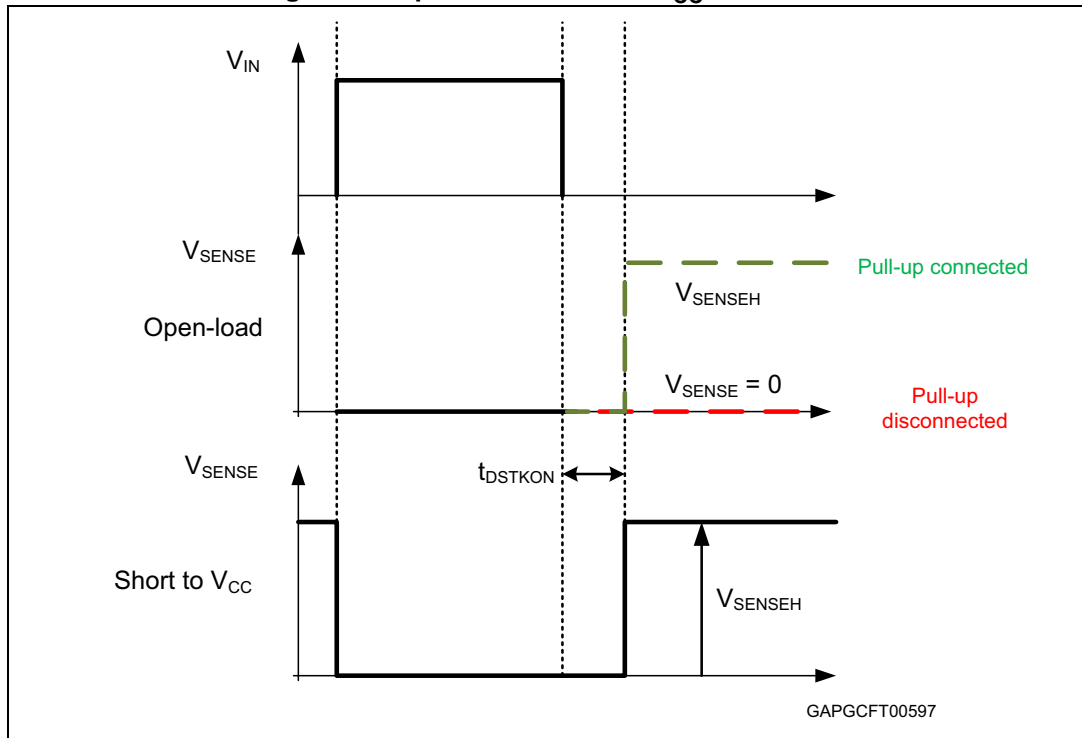 V_IN
V_SENSE
Pull-up connected
V_SENSEH
Open-load
V_SENSE = 0
Pull-up
disconnected
V_SENSE
t_DSTKON
Short to V_CC
V_SENSEH
GAPGCFT00597